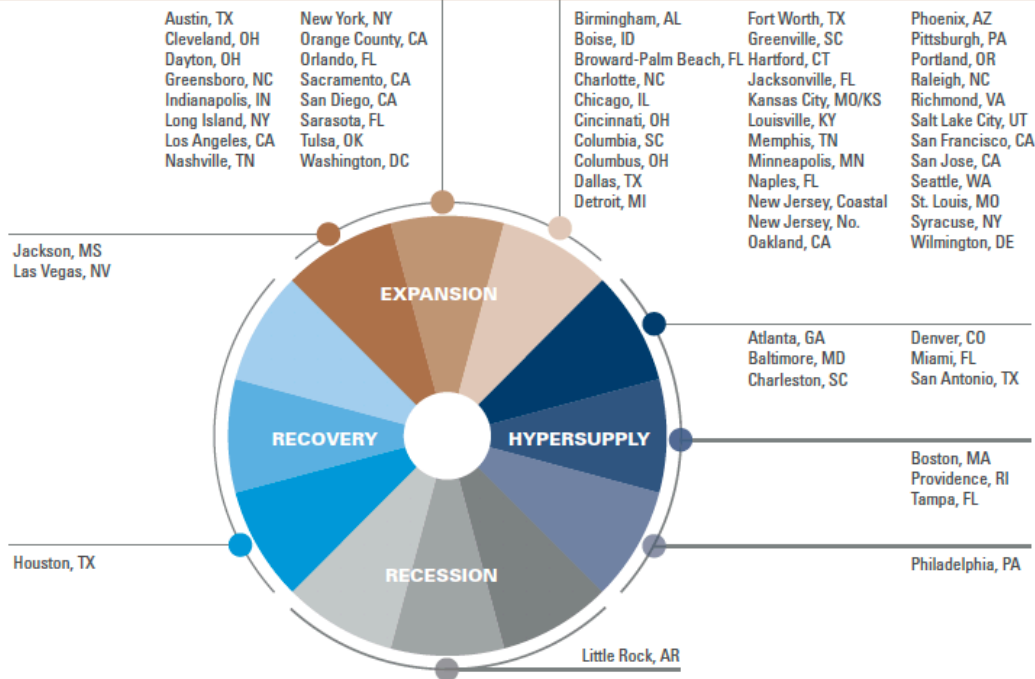 Austin, TX
Cleveland, OH
Dayton, OH
Greensboro, NC
Indianapolis, IN
Long Island, NY
Los Angeles, CA
Nashville, TN
New York, NY
Orange County, CA
Orlando, FL
Sacramento, CA
San Diego, CA
Sarasota, FL
Tulsa, OK
Washington, DC
Birmingham, AL
Boise, ID
Broward-Palm Beach, FL
Charlotte, NC
Chicago, IL
Cincinnati, OH
Columbia, SC
Columbus, OH
Dallas, TX
Detroit, MI
Fort Worth, TX
Greenville, SC
Hartford, CT
Jacksonville, FL
Kansas City, MO/KS
Louisville, KY
Memphis, TN
Minneapolis, MN
Naples, FL
New Jersey, Coastal
New Jersey, No.
Oakland, CA
Phoenix, AZ
Pittsburgh, PA
Portland, OR
Raleigh, NC
Richmond, VA
Salt Lake City, UT
San Francisco, CA
San Jose, CA
Seattle, WA
St. Louis, MO
Syracuse, NY
Wilmington, DE
Jackson, MS
Las Vegas, NV
EXPANSION
Atlanta, GA
Baltimore, MD
Charleston, SC
Denver, CO
Miami, FL
San Antonio, TX
RECOVERY
HYPERSUPPLY
Boston, MA
Providence, RI
Tampa, FL
Houston, TX
RECESSION
Philadelphia, PA
Little Rock, AR